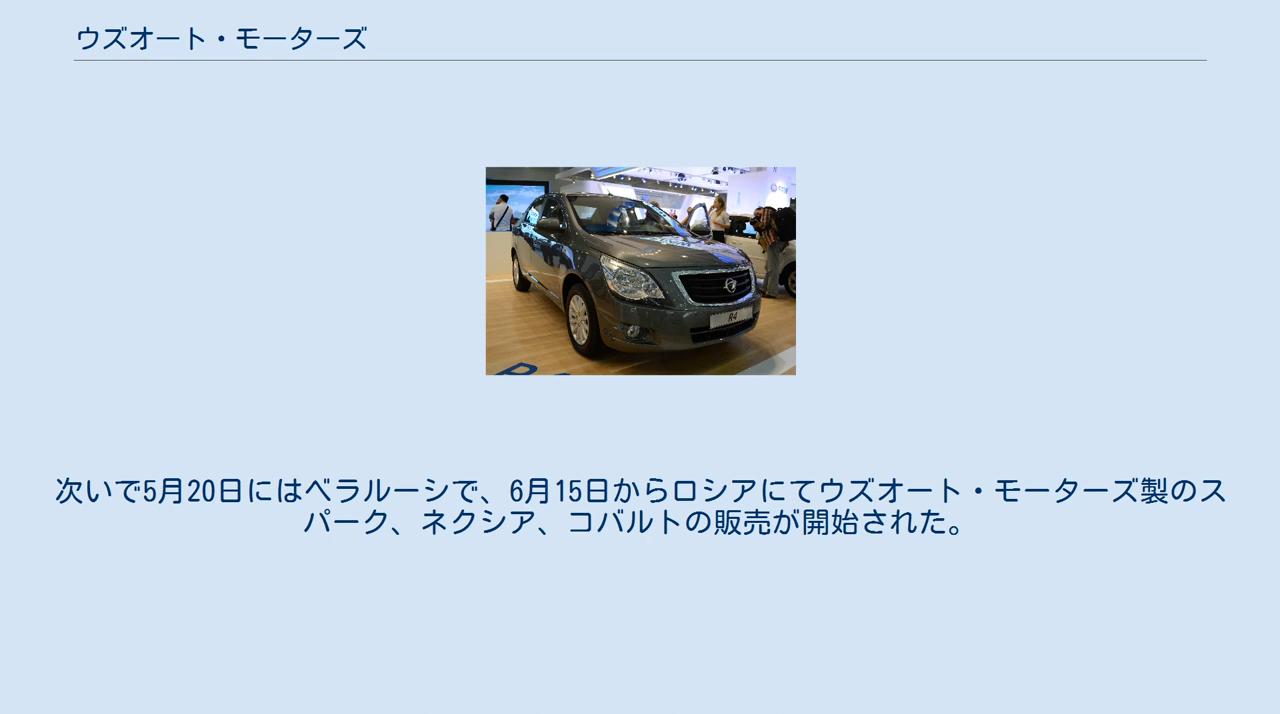 ウズオート・モーターズ
R4
次いで5月20日にはベラルーシで、6月15日からロシアにてウズオート・モーターズ製のス
パーク、ネクシア、コバルトの販売が開始された。